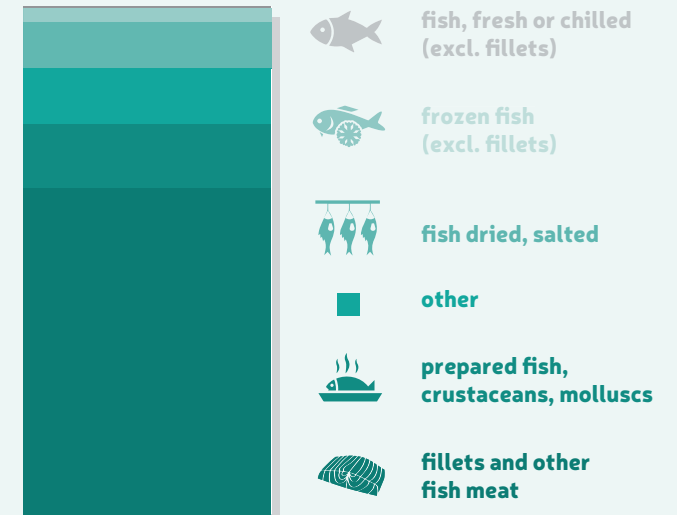 fish, fresh or chilled
(excl. fillets)
frozen fish
(excl. fillets)
fish dried, salted
other
prepared fish,
crustaceans, molluscs
fillets and other
fish meat